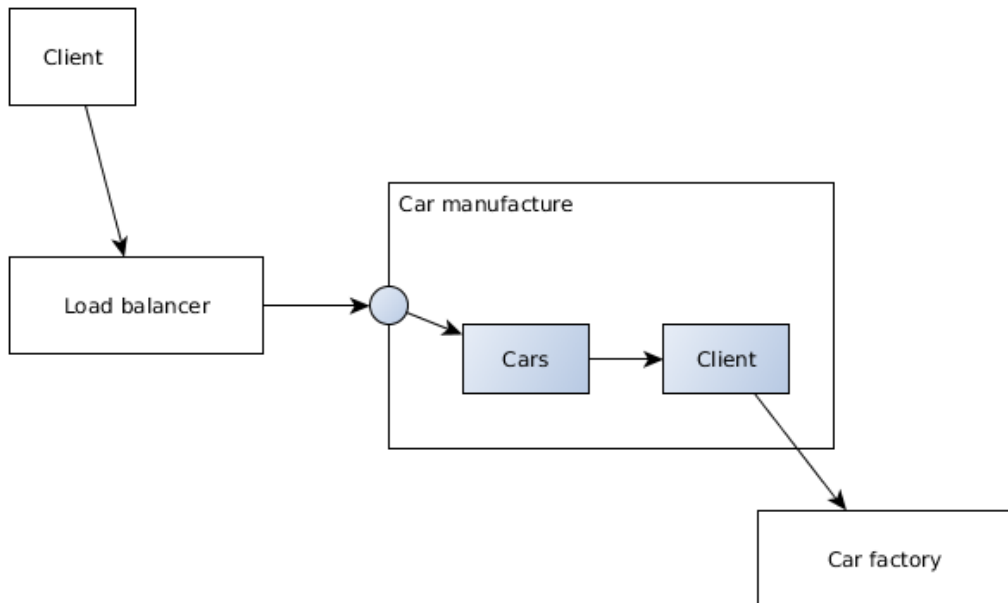 Client
Car manufacture
Load balancer
Cars
Client
Car factory